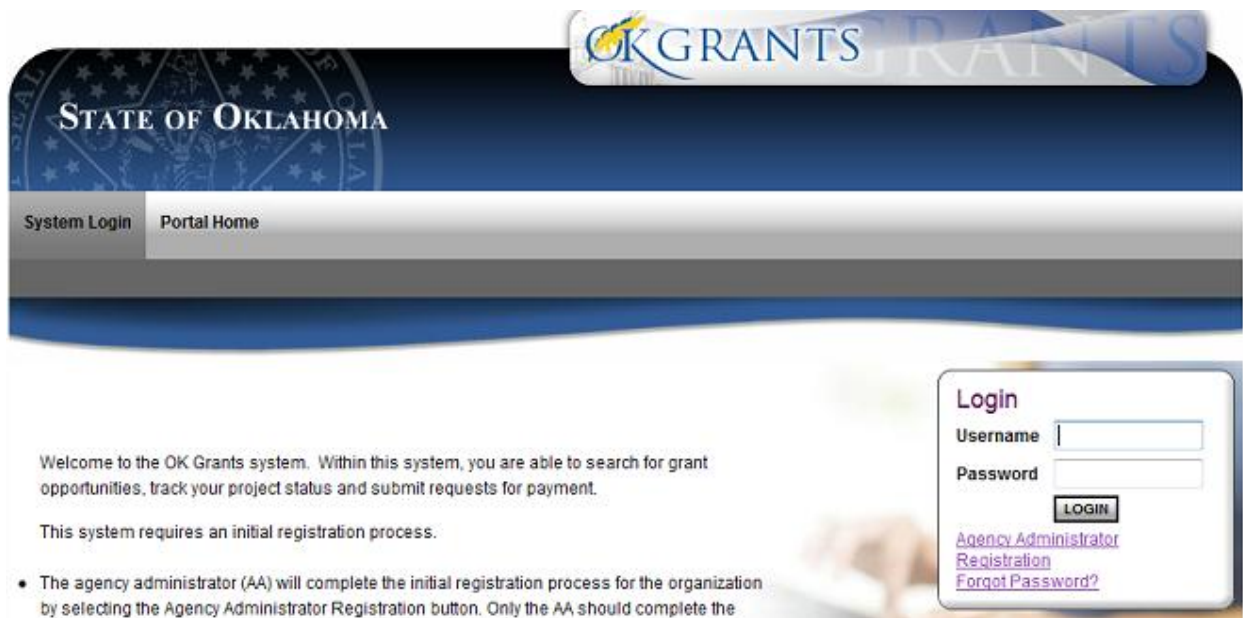 OKGRANTS
GRANTS
STATE OF OKLAHOMA
System Login Portal Home
Login
Username
Password
LOGIN
Agency Administrator
Registration
Forgot Password?
Welcome to the OK Grants system. Within this system, you are able to search for grant
opportunities, track your project status and submit requests for payment.
This system requires an initial registration process.
• The agency administrator (AA) will complete the initial registration process for the organization
by selecting the Agency Administrator Registration button. Only the AA should complete the